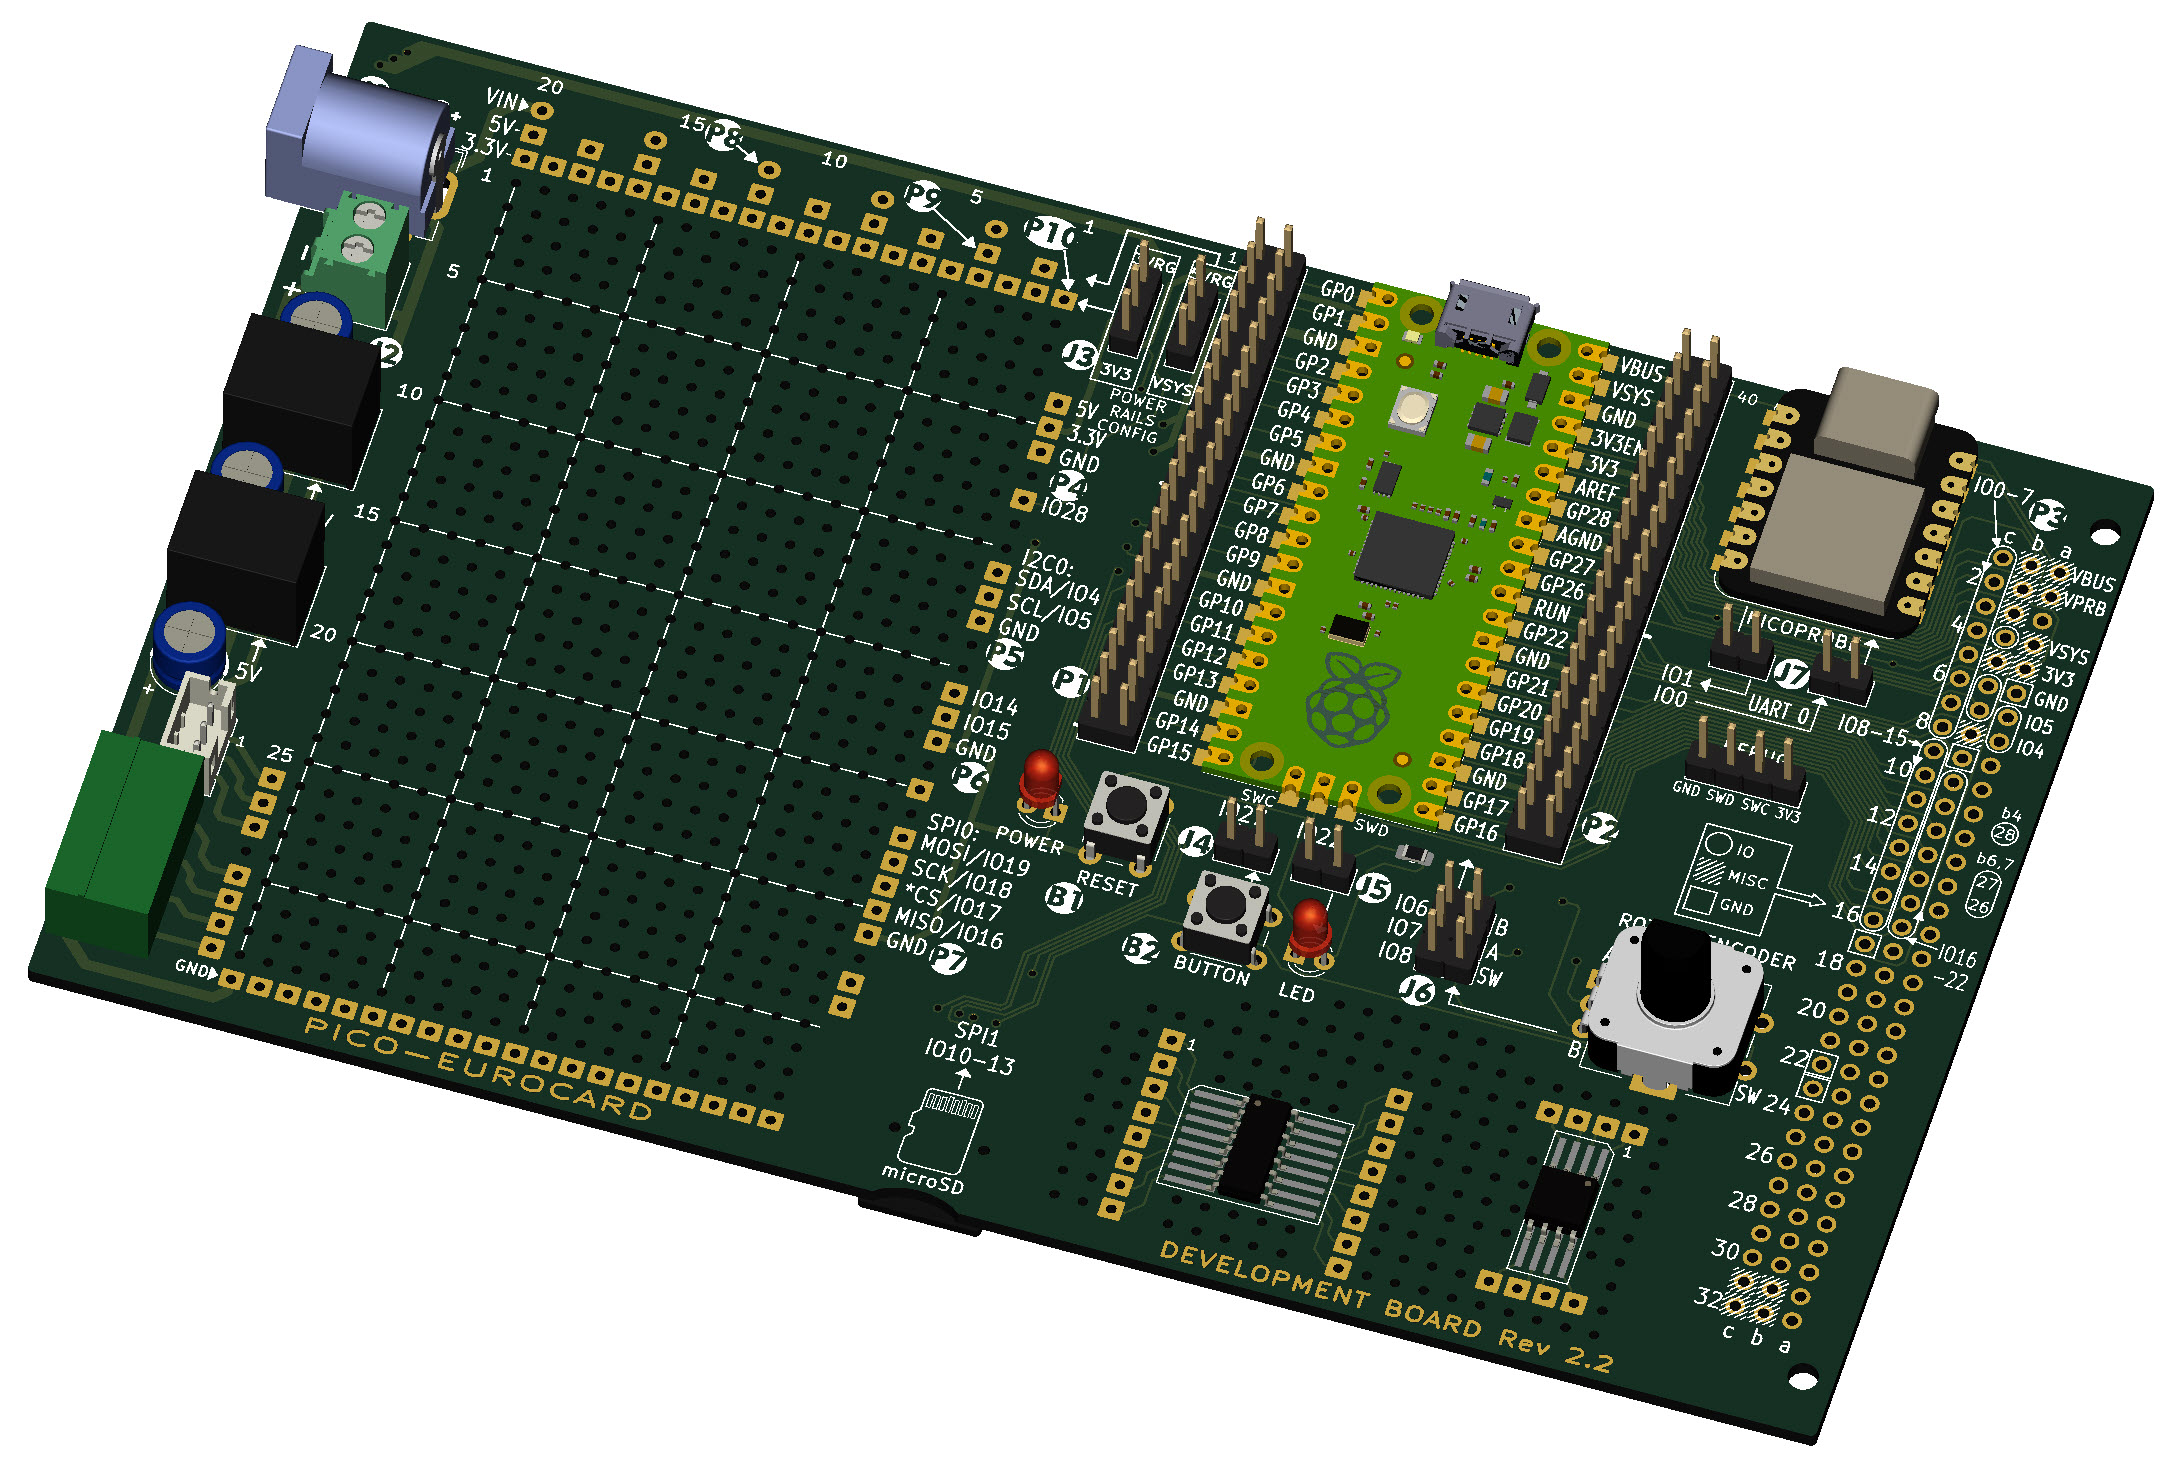 20
VIN
5V
3.3V
15
P8
10
P9
5
P10
1
1
5
10
15
20
25
+
J2
5V
+
1
GND
1
J3
3V3
VSYS
POWER
RAILS
CONFIG
5V
3.3V
GND
P4
IO28
I2C0:
SDA/IO4
SCL/IO5
GND
P5
IO14
IO15
GND
P6
SPI0:
MOSI/IO19
SCK/IO18
*CS/IO17
MISO/IO16
GND
P7
P1
GP0
GP1
GND
GP2
GP3
GP4
GP5
GND
GP6
GP7
GP8
GP9
GND
GP10
GP11
GP12
GP13
GND
GP14
GP15
VBUS
VSYS
GND
3V3EN
3V3
AREF
GP28
AGND
GP27
GP26
RUN
GP22
GND
GP21
GP20
GP19
GP18
GND
GP17
GP16
40
P2
SWC
SWD
POWER
RESET
B1
J4
J5
B2
BUTTON
LED
IO6
IO7
IO8
B
A
SW
J6
PICOPROBE
J7
IO1
IO0
UART 0
GND SWD SWC 3V3
IO
MISC
GND
B
SW
IO0-7
P3
c b a
VBUS
VPRB
VSYS
3V3
GND
IO5
IO4
IO8-15
b4
28
b6,7
27
26
IO16
-22
2
4
6
8
10
12
14
16
18
20
22
24
26
28
30
32
c b a
SPI1
IO10-13
microSD
1
1
PICO-EUROCARD
DEVELOPMENT BOARD Rev 2.2